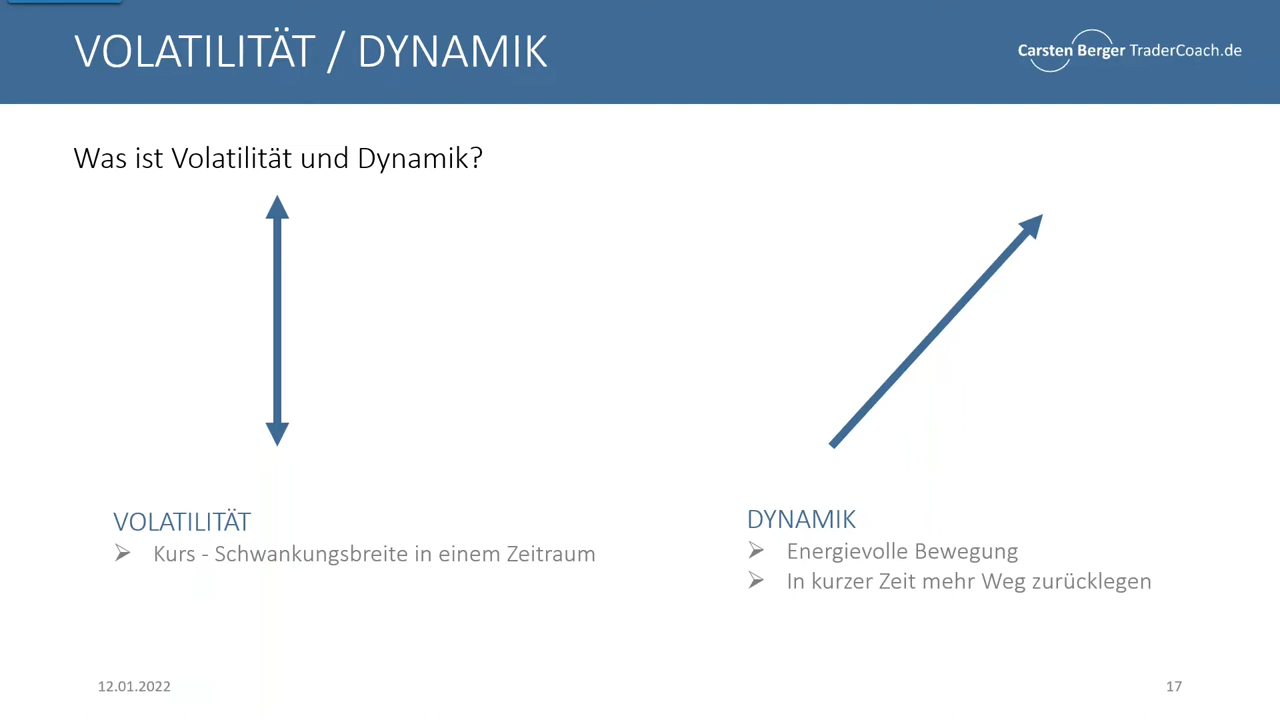 VOLATILITÄT / DYNAMIK
Carsten Berger TraderCoach.de
Was ist Volatilität und Dynamik?
VOLATILITÄT
Kurs - Schwankungsbreite in einem Zeitraum
DYNAMIK
Energievolle Bewegung
In kurzer Zeit mehr Weg zurücklegen
12.01.2022
17